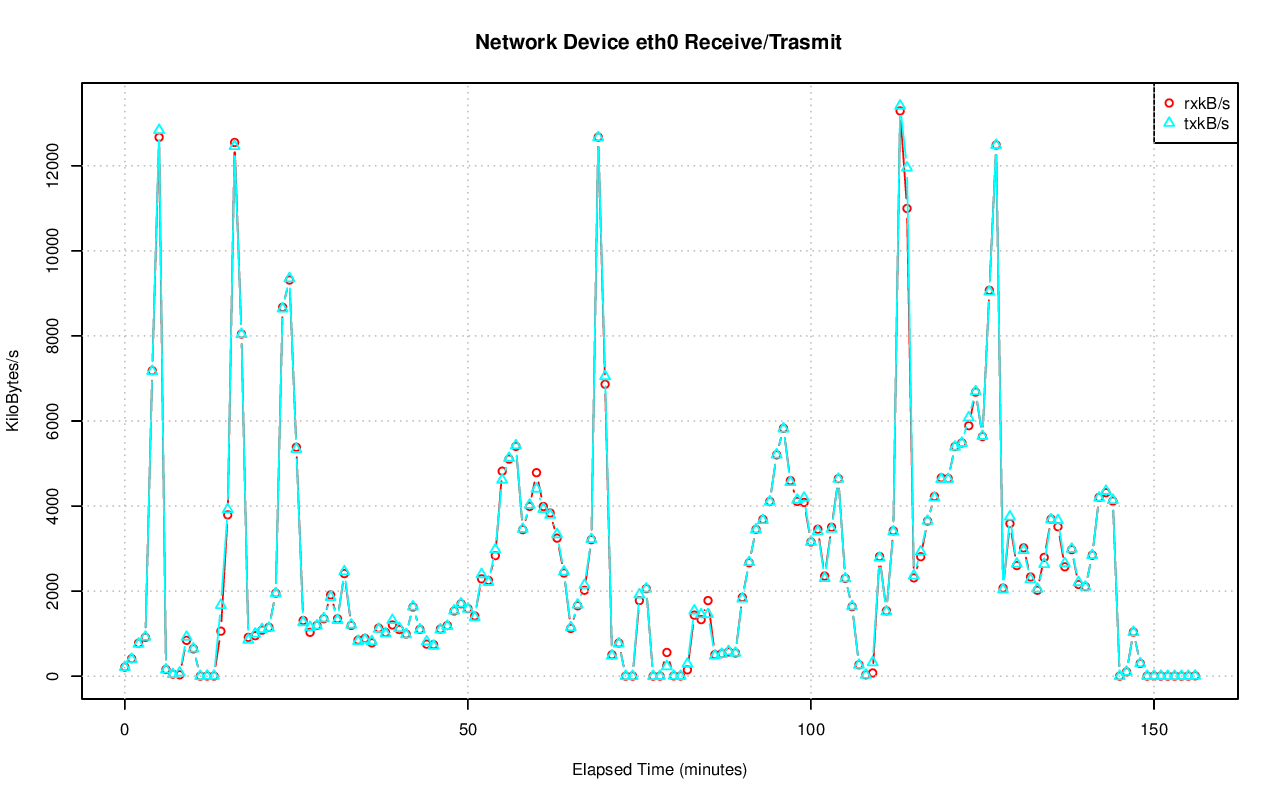 Network Device eth0 Receive/Trasmit
rxkB/s
txkB/s
KiloBytes/s
12000
10000
8000
6000
4000
2000
0
0 50 100 150
Elapsed Time (minutes)